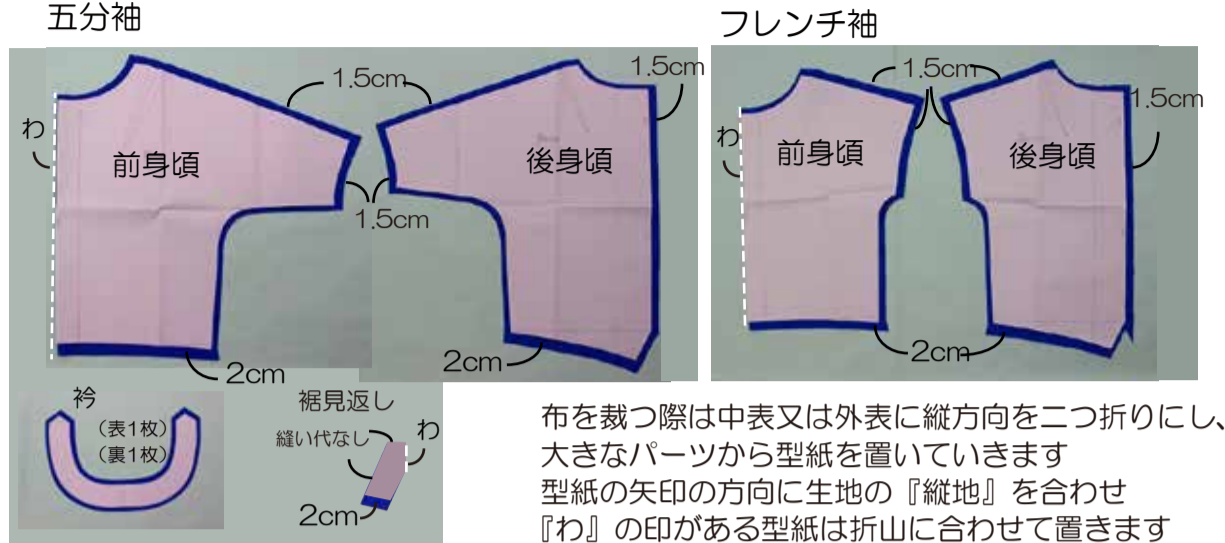 五分袖
フレンチ袖
1.5cm
1.5cm
1.5cm
1.5cm
わ
前身頃
後身頃
わ
前身頃
後身頃
1.5cm
2cm
2cm
衿
(表1枚)
(裏1枚)
裾見返し
縫い代なし
わ
2cm
布を裁つ際は中表又は外表に縦方向を二つ折りにし、
大きなパーツから型紙を置いていきます
型紙の矢印の方向に生地の『縦地』を合わせ
『わ』の印がある型紙は折山に合わせて置きます